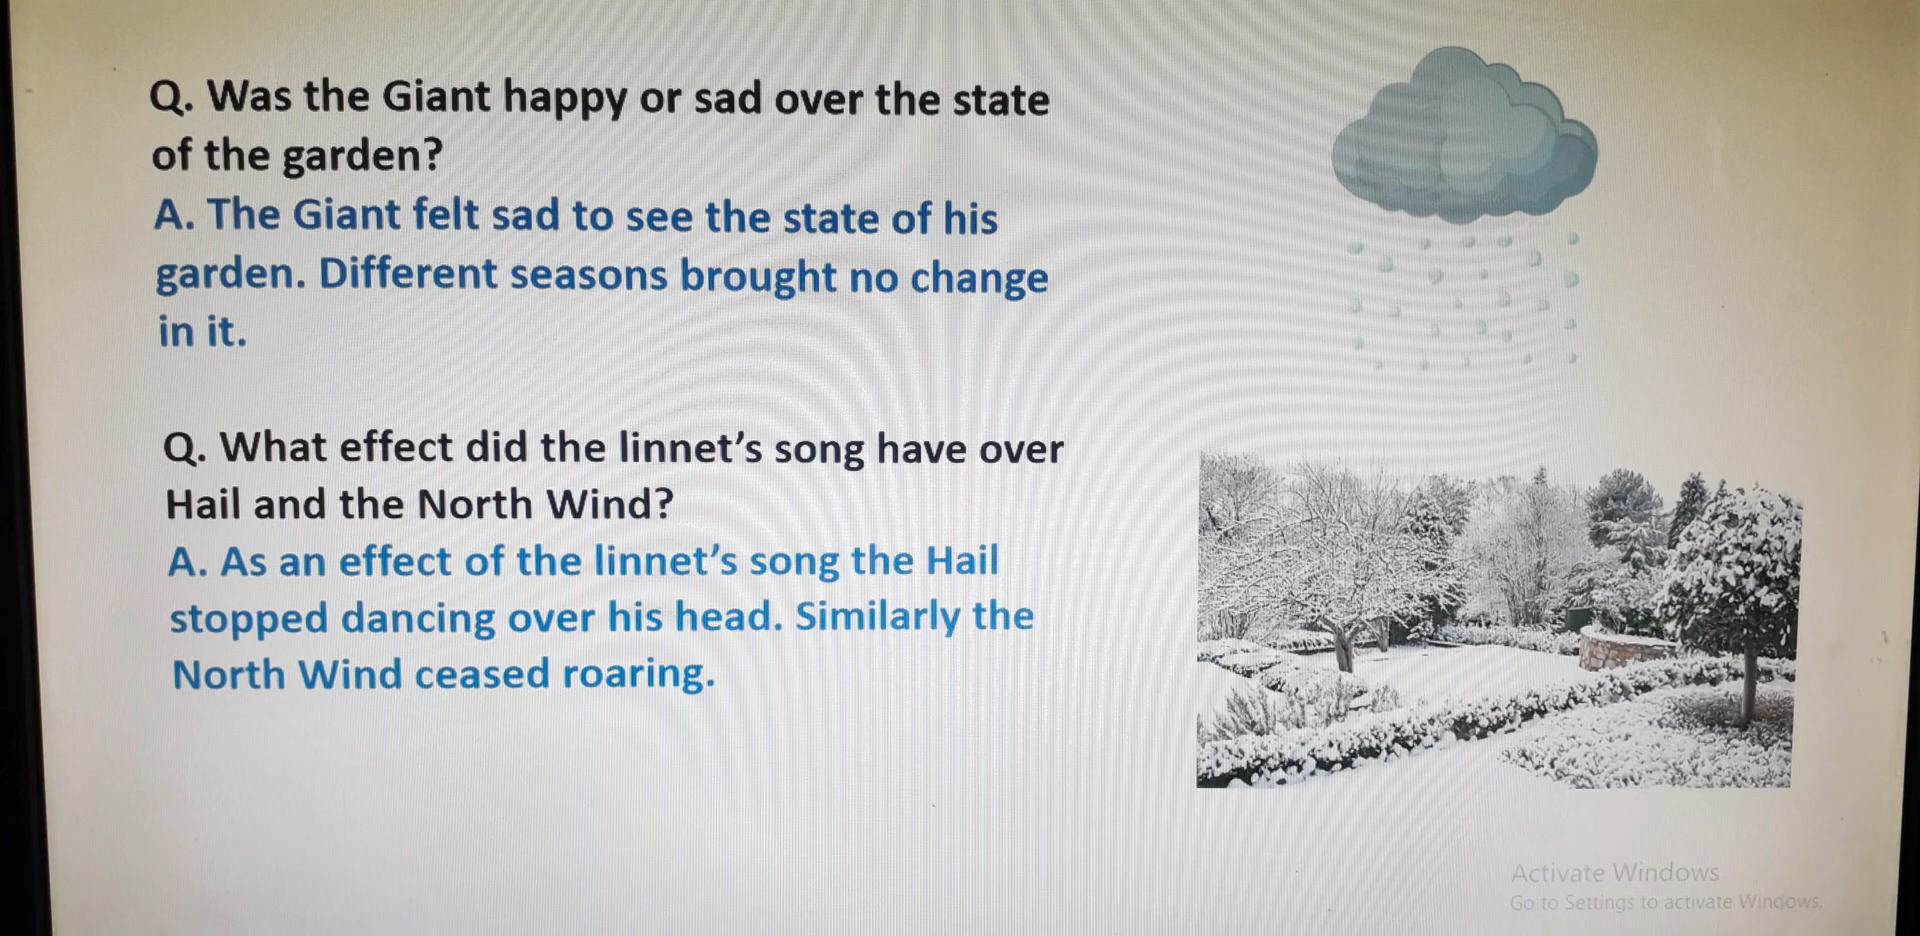 Q. Was the Giant happy or sad over the state
of the garden?
A. The Giant felt sad to see the state of his
garden. Different seasons brought no change
in it.
Q. What effect did the linnet’s song have over
Hail and the North Wind?
A. As an effect of the linnet’s song the Hail
stopped dancing over his head. Similarly the
North Wind ceased roaring.
Activate Windows
Go to Settings to activate Windows.